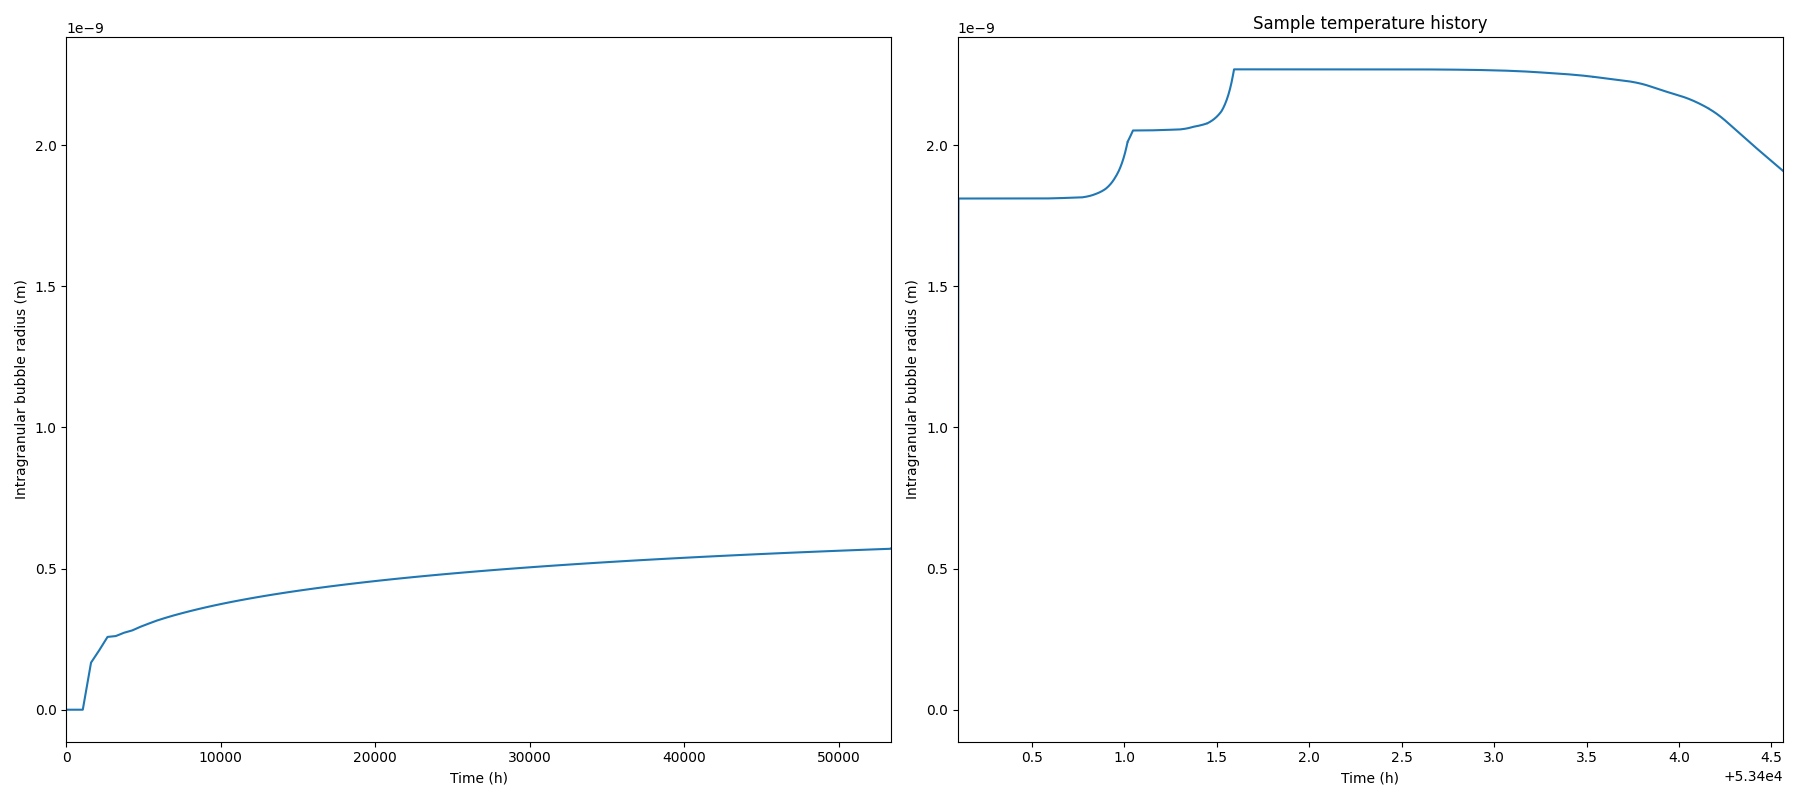 1e−9
2.0
1.5
1.0
0.5
0.0
Intragranular bubble radius (m)
0 10000 20000 30000 40000 50000
Time (h)
Sample temperature history
1e−9
2.0
1.5
1.0
0.5
0.0
Intragranular bubble radius (m)
0.5 1.0 1.5 2.0 2.5 3.0 3.5 4.0 4.5
Time (h)
+5.34e4